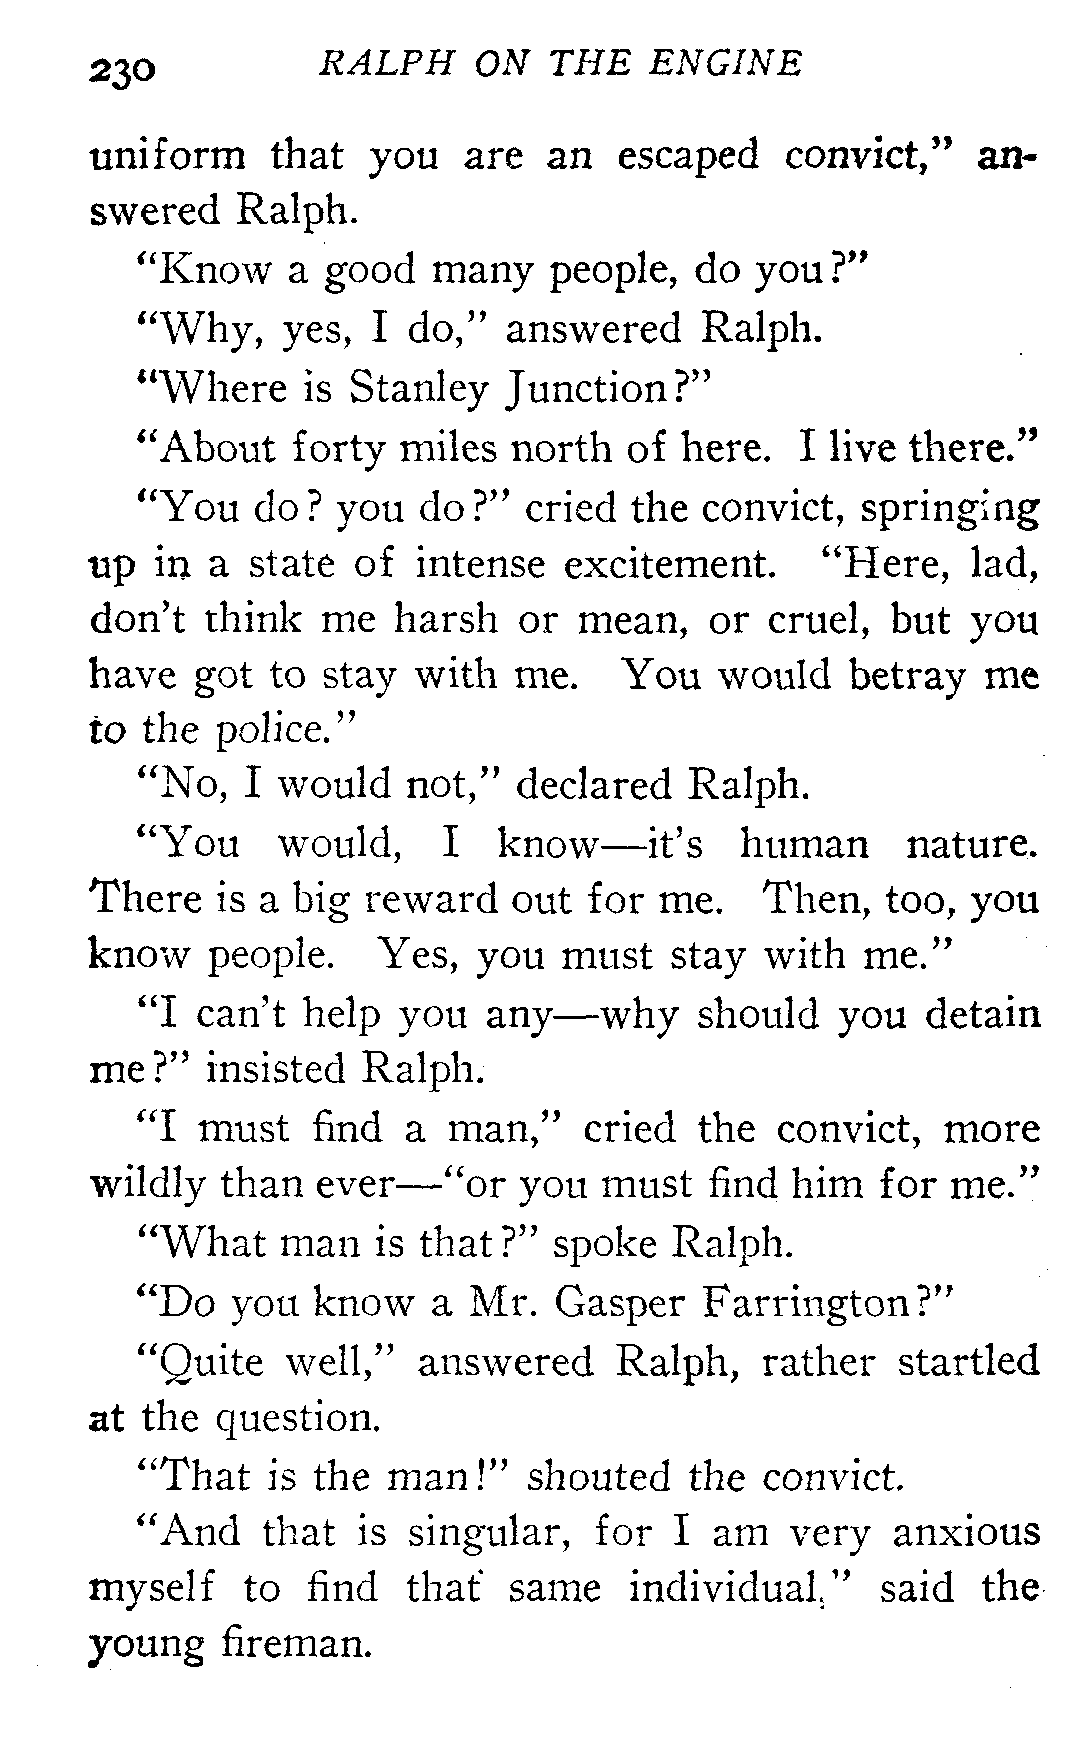 230 RALPH ON THE ENGINE
uniform that you are an escaped convict,” an-
swered Ralph.
“Know a good many people, do you?”
“Why, yes, I do,” answered Ralph.
“Where is Stanley Junction?”
“About forty miles north of here. I live there.”
“You do? you do?” cried the convict, springing
up in a state of intense excitement. “Here, lad,
don’t think me harsh or mean, or cruel, but you
have got to stay with me. You would betray me
to the police.”
“No, I would not,” declared Ralph.
“You would, I know—it’s human nature.
There is a big reward out for me. Then, too, you
know people. Yes, you must stay with me.”
“I can’t help you any—why should you detain
me?” insisted Ralph.
“I must find a man,” cried the convict, more
wildly than ever—“or you must find him for me.”
“What man is that?” spoke Ralph.
“Do you know a Mr. Gasper Farrington?”
“Quite well,” answered Ralph, rather startled
at the question.
“That is the man!” shouted the convict.
“And that is singular, for I am very anxious
myself to find that same individual,” said the
young fireman.